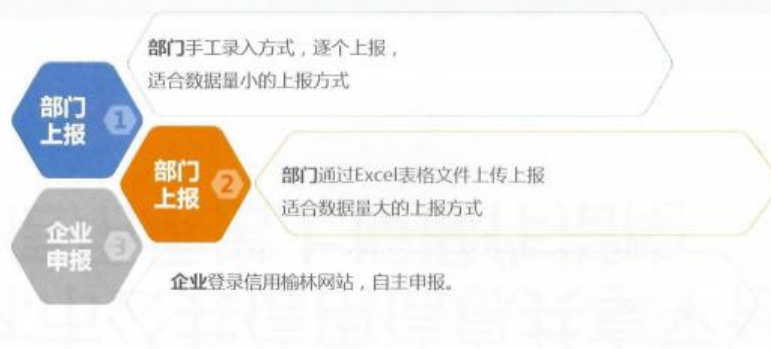 部门手工录入方式，逐个上报，
适合数据量小的上报方式
部门
上报
1
部门
上报
2
部门通过Excel表格文件上传上报
适合数据量大的上报方式
企业
申报
3
企业登录信用榆林网站，自主申报。